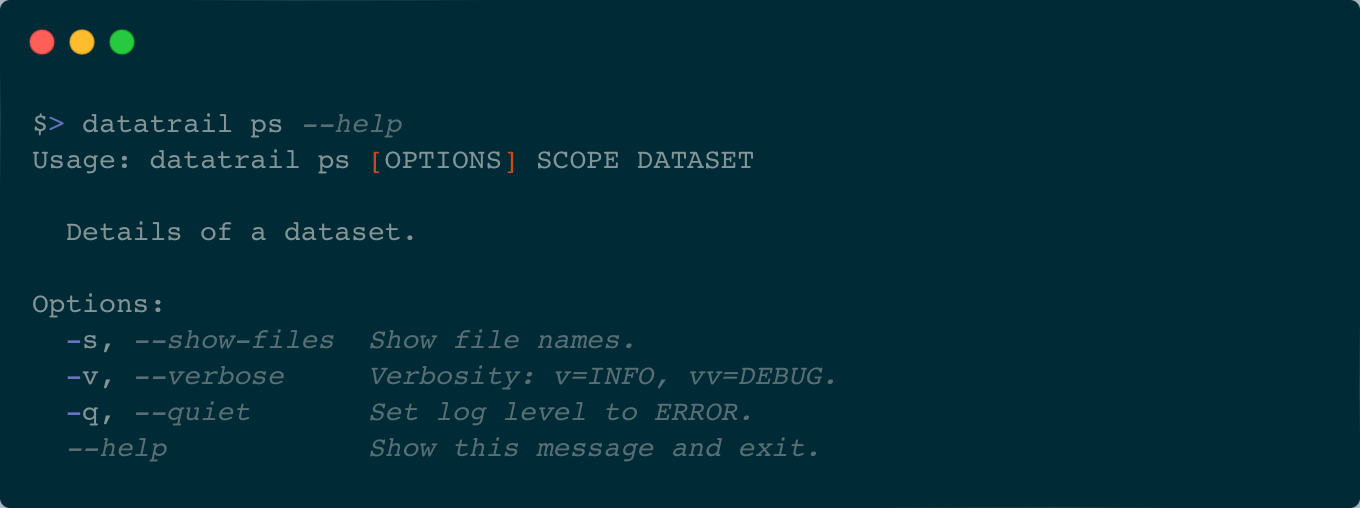 $> datatrail ps --help
Usage: datatrail ps [OPTIONS] SCOPE DATASET
Details of a dataset.
Options:
-s, --show-files  Show file names.
-v, --verbose     Verbosity: v=INFO, vv=DEBUG.
-q, --quiet       Set log level to ERROR.
--help            Show this message and exit.